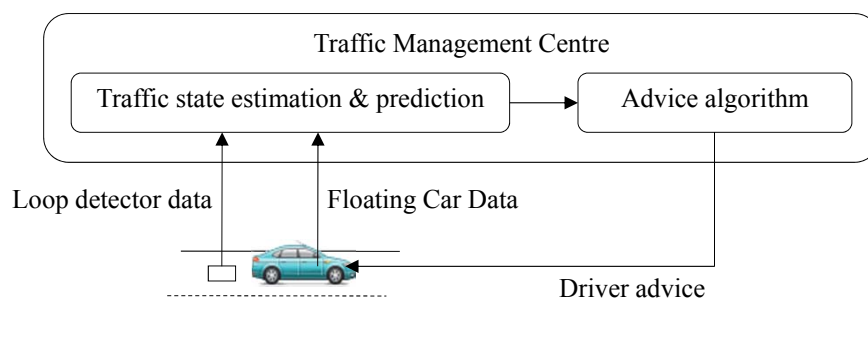 Traffic Management Centre
Traffic state estimation & prediction
Advice algorithm
Loop detector data
Floating Car Data
Driver advice